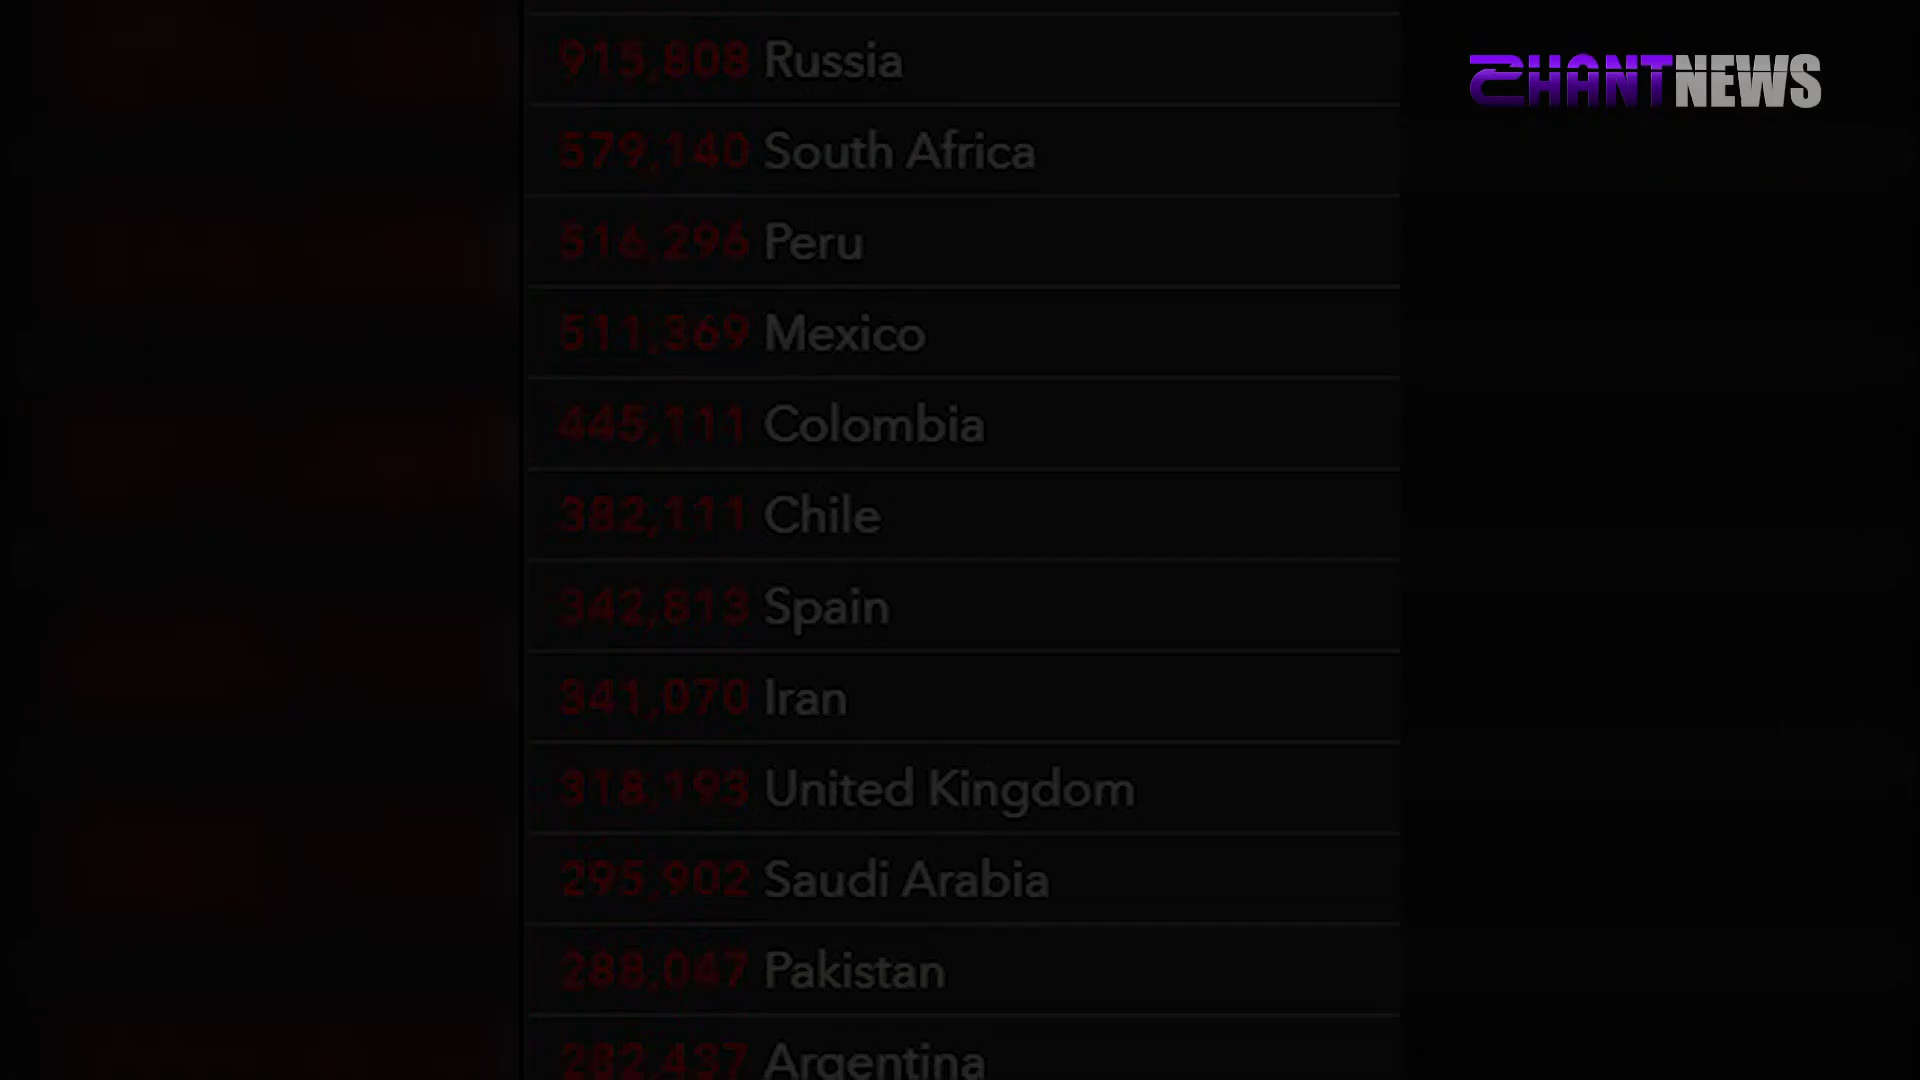 915,808 Russia
SHANTNEWS
579,140 South Africa
516,296 Peru
511,369 Mexico
445,111 Colombia
382,111 Chile
342,813 Spain
341,070 Iran
318,193 United Kingdom
295,902 Saudi Arabia
288,047 Pakistan
282,437 Argentina